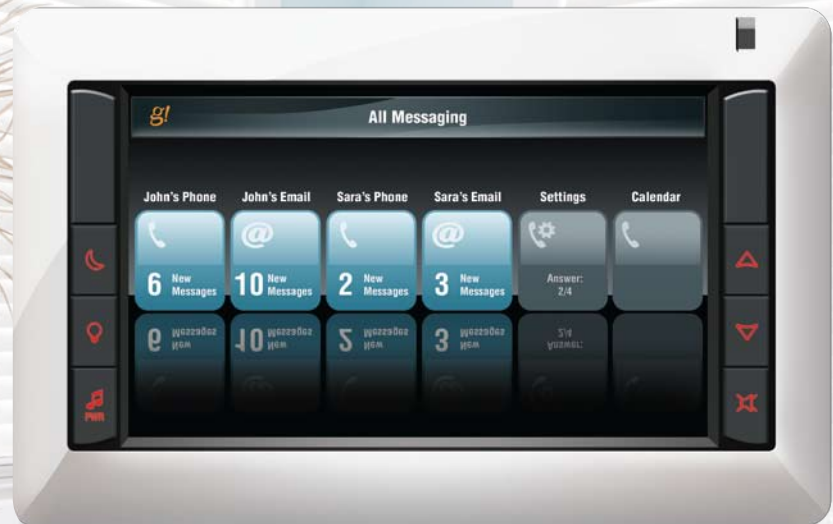 g!
All Messaging
John's Phone
John's Email
Sara's Phone
Sara's Email
Settings
Calendar
6 New
Messages
10 New
Messages
2 New
Messages
3 New
Messages
Answer:
2/4
PWR